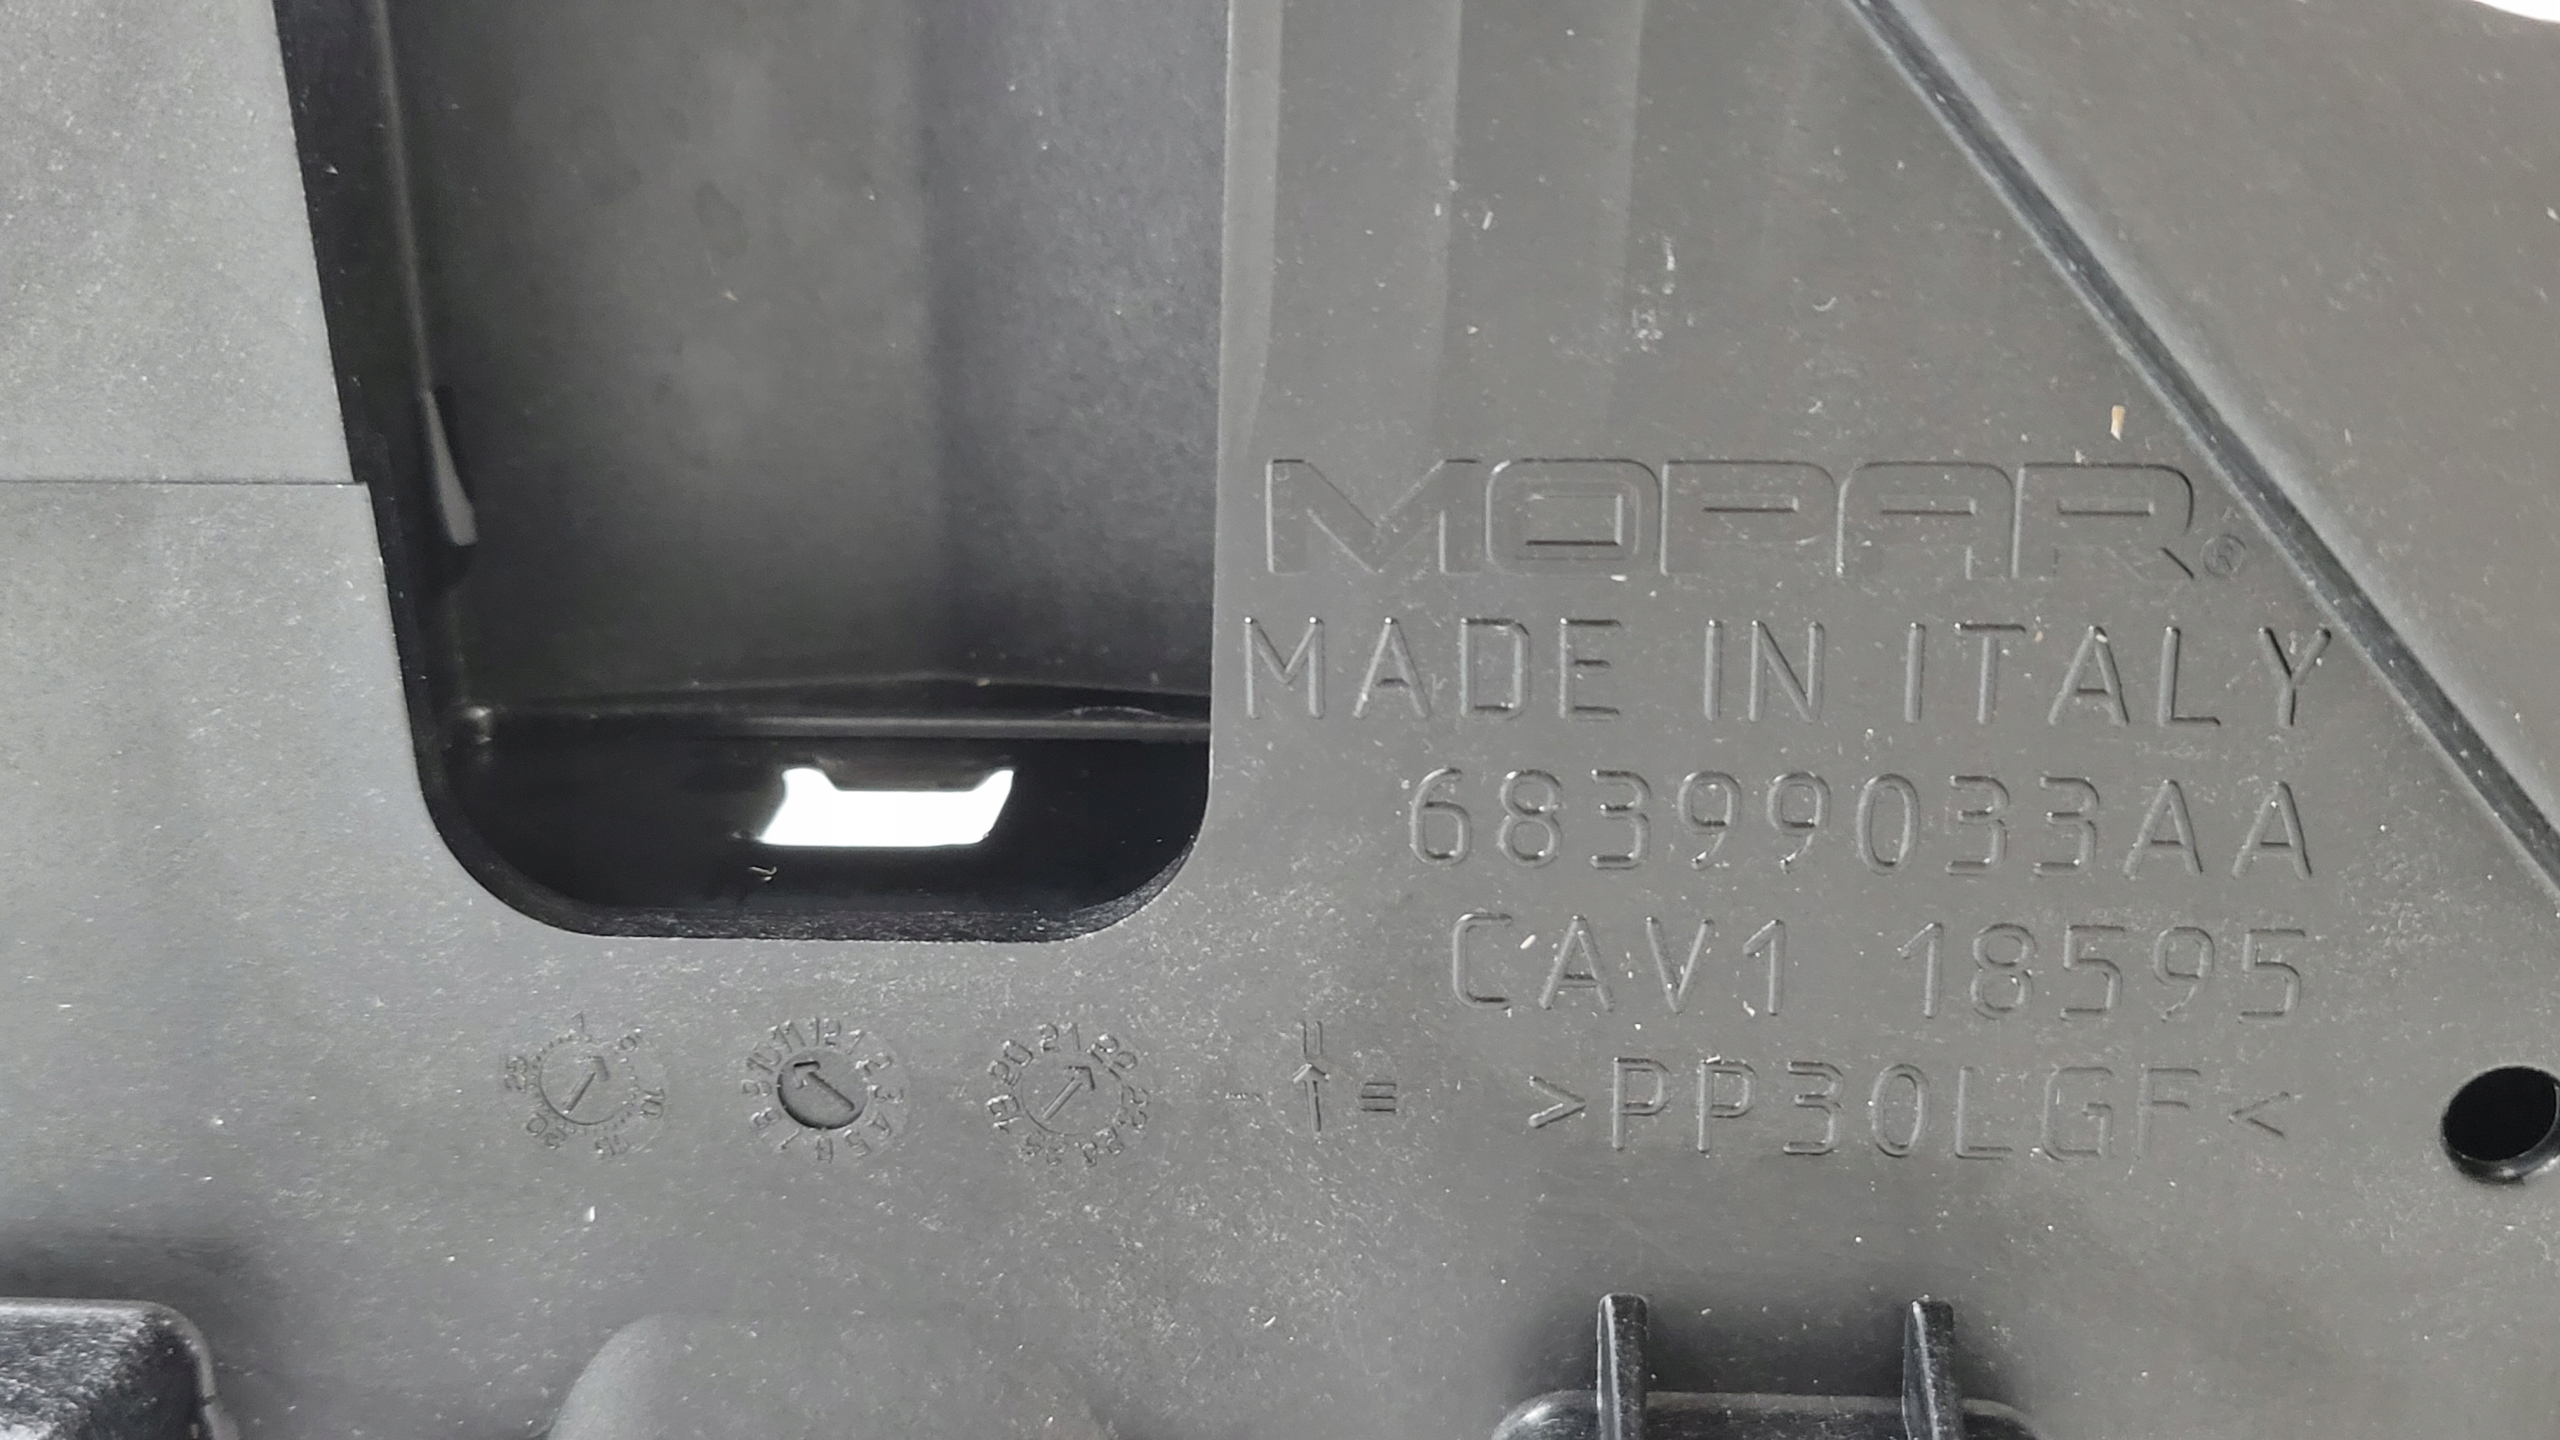 MOPAR®
MADE IN ITALY
68399033AA
CAV1 18595
>PP30LGF<